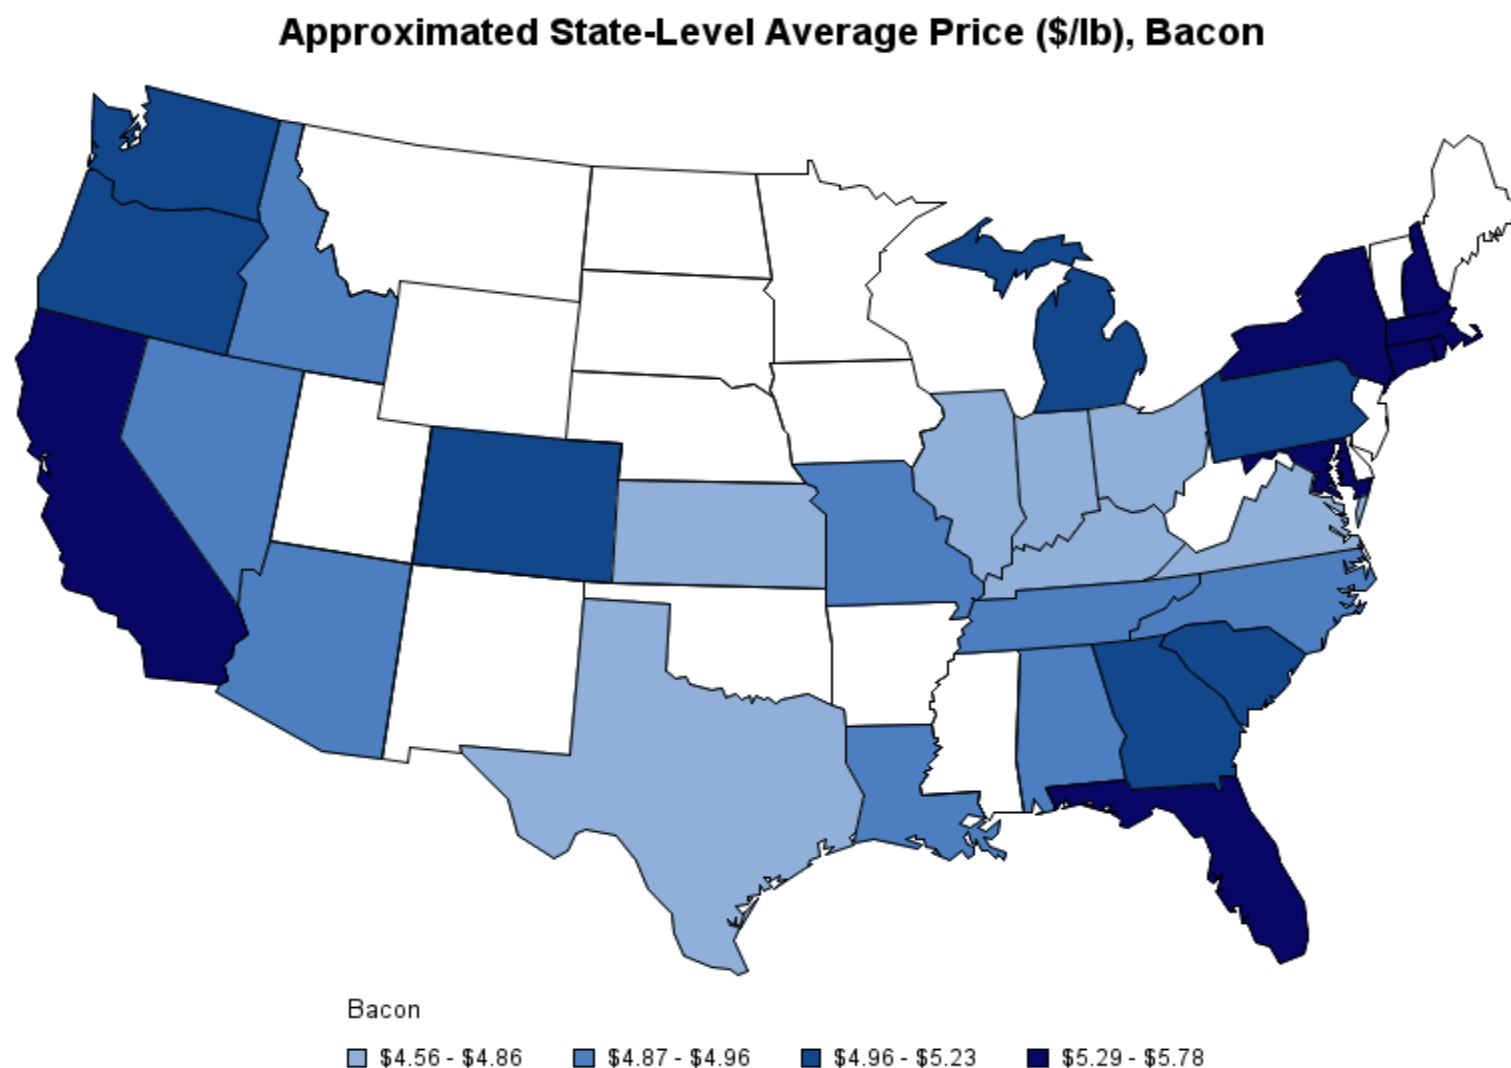 Approximated State-Level Average Price ($/lb), Bacon
Bacon
$4.56 - $4.86 $4.87 - $4.96 $4.96 - $5.23 $5.29 - $5.78